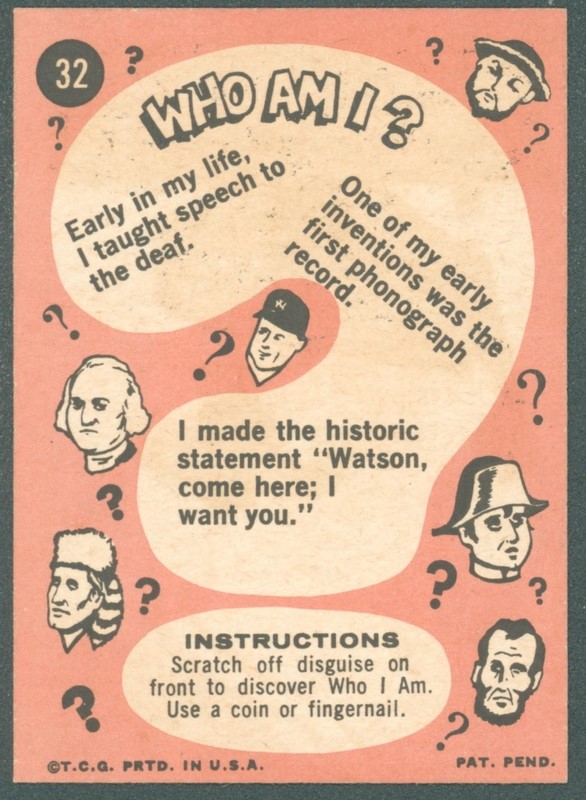 32
WHO AM I?
Early in my life,
I taught speech to
the deaf.
One of my early
inventions was the
first phonograph
record.
I made the historic
statement "Watson,
come here; I
want you."
INSTRUCTIONS
Scratch off disguise on
front to discover Who I Am.
Use a coin or fingernail.
©T.C.G. PRTD. IN U.S.A.
PAT. PEND.